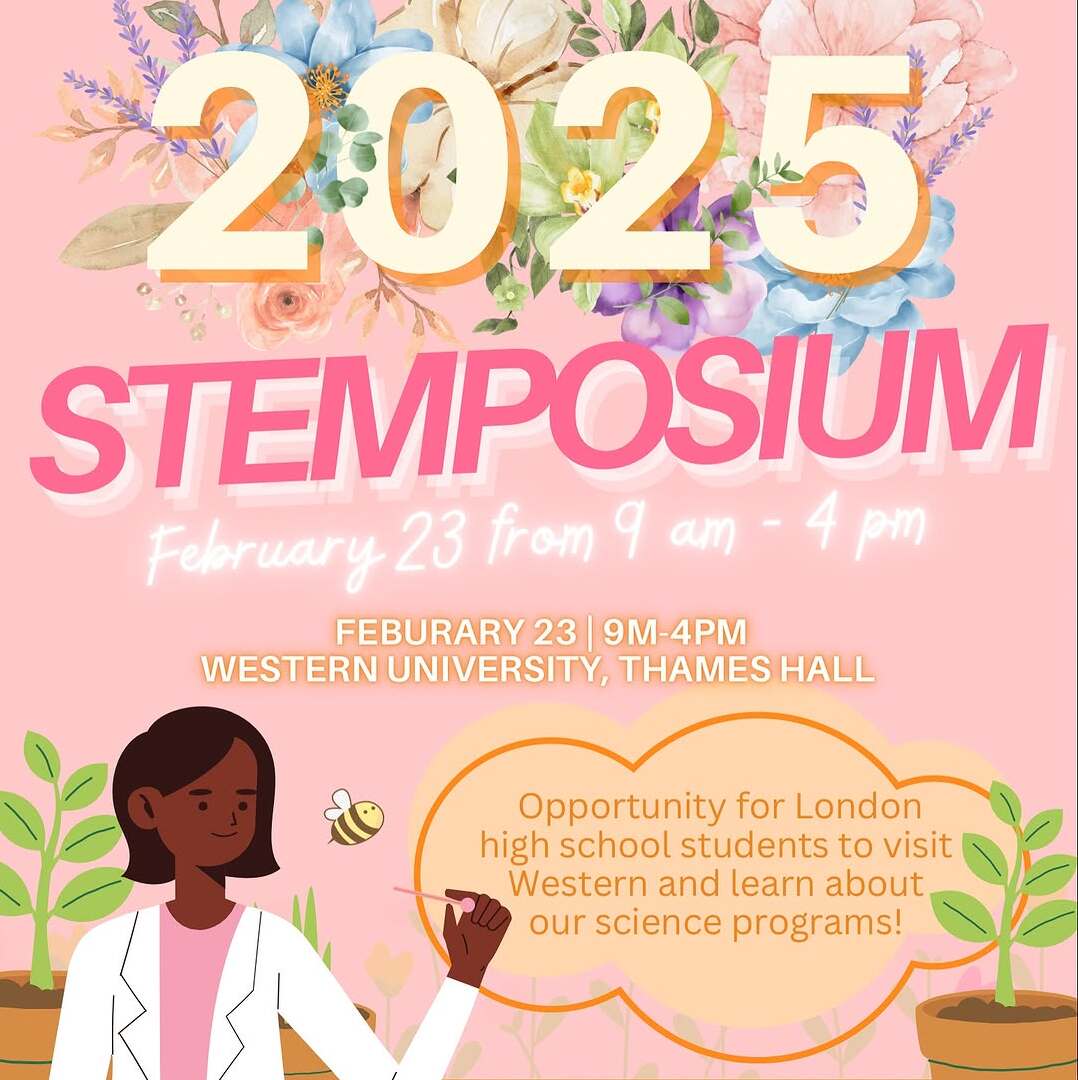 2025
STEMPOSIUM
February 23 from 9 am - 4 pm
FEBURARY 23 | 9M-4PM
WESTERN UNIVERSITY, THAMES HALL
Opportunity for London
high school students to visit
Western and learn about
our science programs!